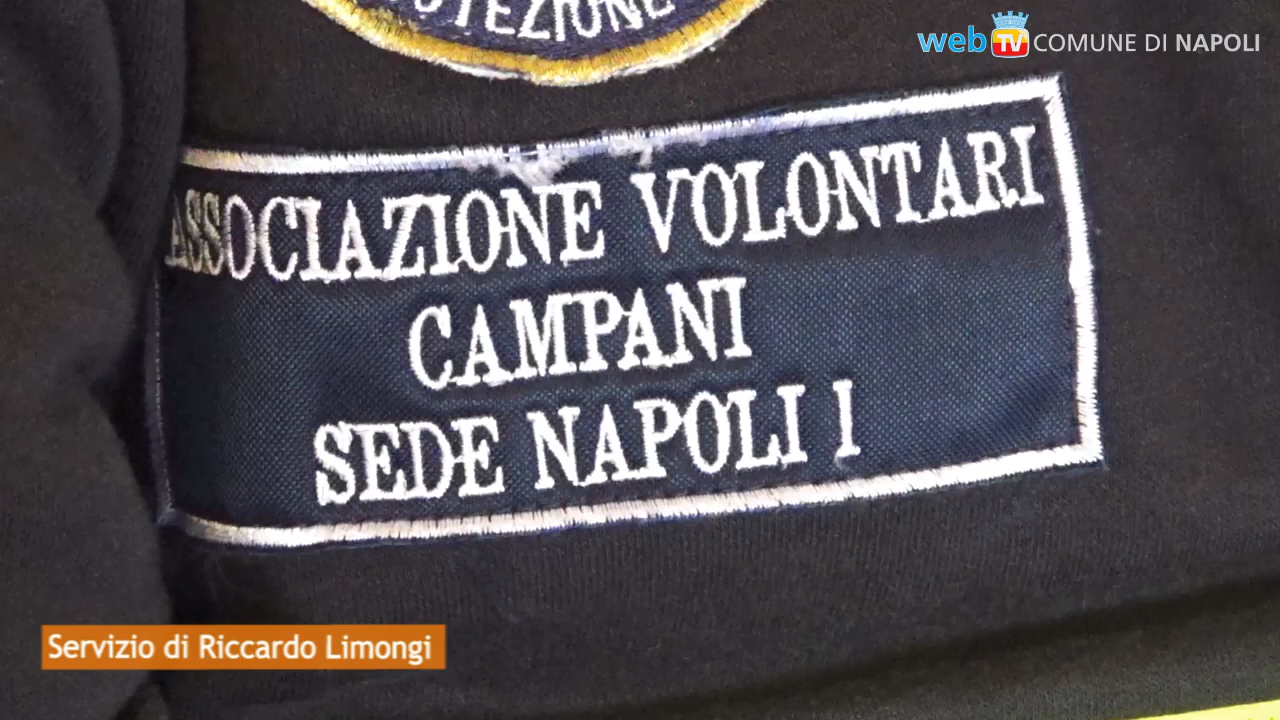 web TV COMUNE DI NAPOLI
ASSOCIAZIONE VOLONTARI
CAMPANI
SEDE NAPOLI 1
Servizio di Riccardo Limongi